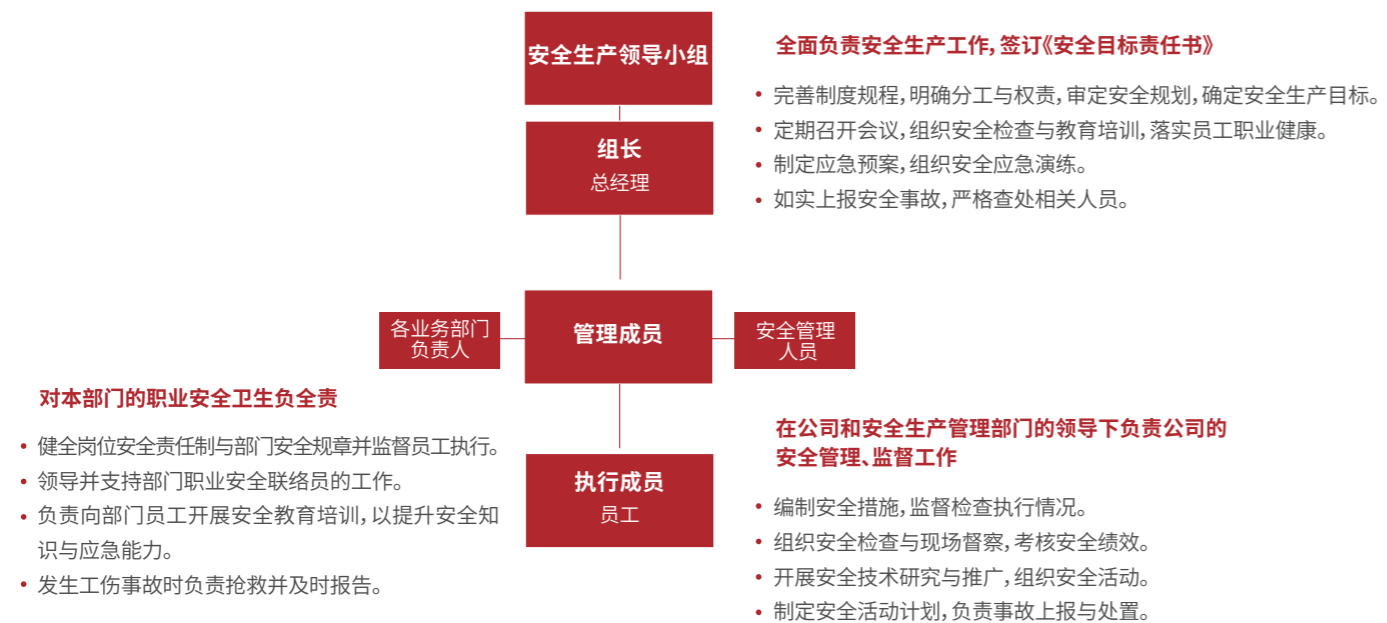 安全生产领导小组
组长
总经理
全面负责安全生产工作，签订《安全目标责任书》
• 完善制度规程，明确分工与权责，审定安全规划，确定安全生产目标。
• 定期召开会议，组织安全检查与教育培训，落实员工职业健康。
• 制定应急预案，组织安全应急演练。
• 如实上报安全事故，严格查处相关人员。
各业务部门
负责人
管理成员
安全管理
人员
对本部门的职业安全卫生负全责
• 健全岗位安全责任制与部门安全规章并监督员工执行。
• 领导并支持部门职业安全联络员的工作。
• 负责向部门员工开展安全教育培训，以提升安全知
识与应急能力。
• 发生工伤事故时负责抢救并及时报告。
执行成员
员工
在公司和安全生产管理部门的领导下负责公司的
安全管理、监督工作
• 编制安全措施，监督检查执行情况。
• 组织安全检查与现场督察，考核安全绩效。
• 开展安全技术研究与推广，组织安全活动。
• 制定安全活动计划，负责事故上报与处置。